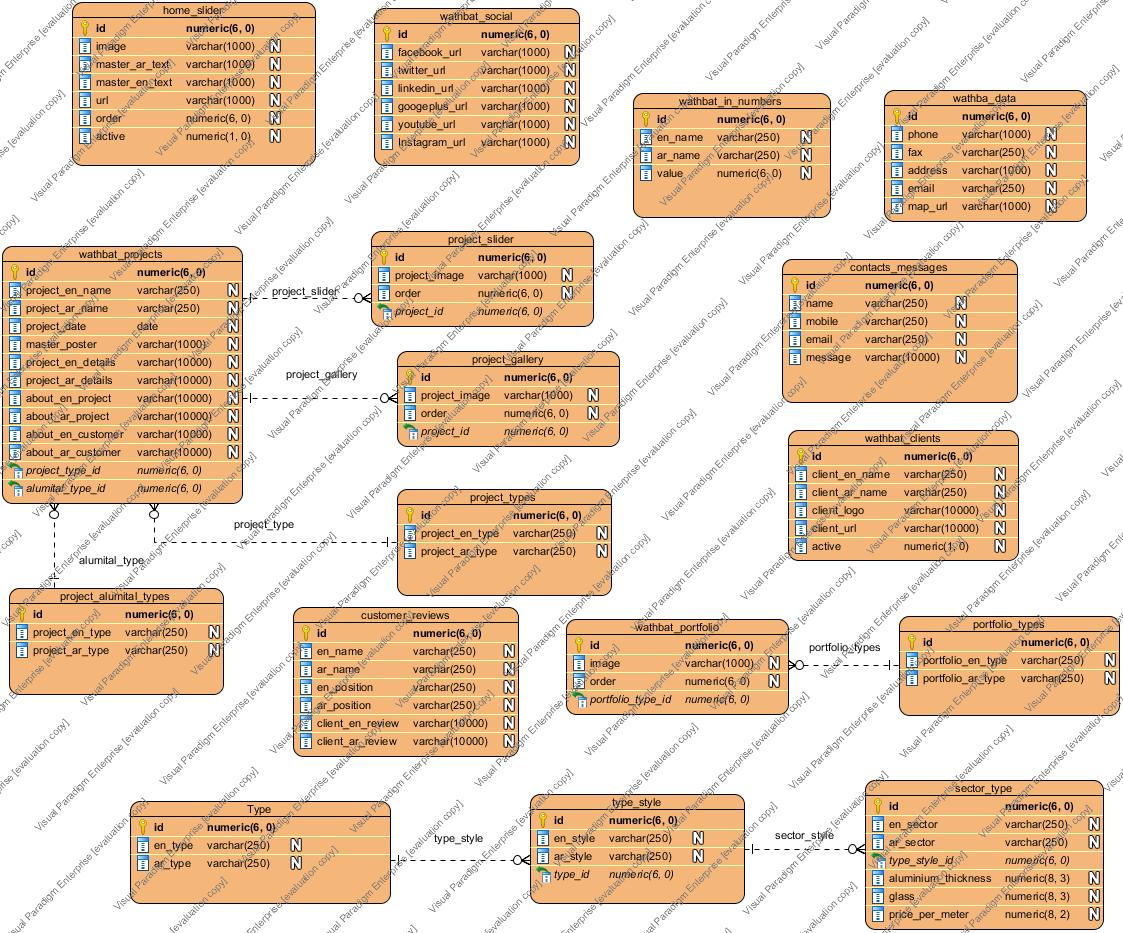 home_slider
id numeric(6, 0)
image varchar(1000) N
master_ar_text varchar(1000) N
master_en_text varchar(1000) N
url varchar(1000) N
order numeric(6, 0) N
active numeric(1, 0) N
wathbat_social
id numeric(6, 0)
facebook_url varchar(1000) N
twitter_url varchar(1000) N
linkedin_url varchar(1000) N
googeplus_url varchar(1000) N
youtube_url varchar(1000) N
Instagram_url varchar(1000) N
wathbat_in_numbers
id numeric(6, 0)
en_name varchar(250) N
ar_name varchar(250) N
value numeric(6, 0) N
wathba_data
id numeric(6, 0)
phone varchar(1000) N
fax varchar(250) N
address varchar(1000) N
email varchar(250) N
map_url varchar(1000) N
wathbat_projects
id numeric(6, 0)
project_en_name varchar(250) N
project_ar_name varchar(250) N
project_date date N
master_poster varchar(1000) N
project_en_details varchar(10000) N
project_ar_details varchar(10000) N
about_en_project varchar(10000) N
about_ar_project varchar(10000) N
about_en_customer varchar(10000) N
about_ar_customer varchar(10000) N
project_type_id numeric(6, 0)
alumital_type_id numeric(6, 0)
project_slider
project_slider
id numeric(6, 0)
project_image varchar(1000) N
order numeric(6, 0) N
project_id numeric(6, 0)
project_gallery
project_gallery
id numeric(6, 0)
project_image varchar(1000) N
order numeric(6, 0) N
project_id numeric(6, 0)
contacts_messages
id numeric(6, 0)
name varchar(250) N
mobile varchar(250) N
email varchar(250) N
message varchar(10000) N
wathbat_clients
id numeric(6, 0)
client_en_name varchar(250) N
client_ar_name varchar(250) N
client_logo varchar(10000) N
client_url varchar(10000) N
active numeric(1, 0) N
project_type
project_types
id numeric(6, 0)
project_en_type varchar(250) N
project_ar_type varchar(250) N
alumital_type
project_alumital_types
id numeric(6, 0)
project_en_type varchar(250) N
project_ar_type varchar(250) N
customer_reviews
id numeric(6, 0)
en_name varchar(250) N
ar_name varchar(250) N
en_position varchar(250) N
ar_position varchar(250) N
client_en_review varchar(10000) N
client_ar_review varchar(10000) N
wathbat_portfolio
id numeric(6, 0)
image varchar(1000) N
order numeric(6, 0) N
portfolio_type_id numeric(6, 0)
portfolio_types
portfolio_types
id numeric(6, 0)
portfolio_en_type varchar(250) N
portfolio_ar_type varchar(250) N
Type
id numeric(6, 0)
en_type varchar(250) N
ar_type varchar(250) N
type_style
type_style
id numeric(6, 0)
en_style varchar(250) N
ar_style varchar(250) N
type_id numeric(6, 0)
sector_style
sector_type
id numeric(6, 0)
en_sector varchar(250) N
ar_sector varchar(250) N
type_style_id numeric(6, 0)
aluminium_thickness numeric(8, 3) N
glass numeric(8, 3) N
price_per_meter numeric(8, 2) N
Visual Paradigm Enterprise [evaluation copy]